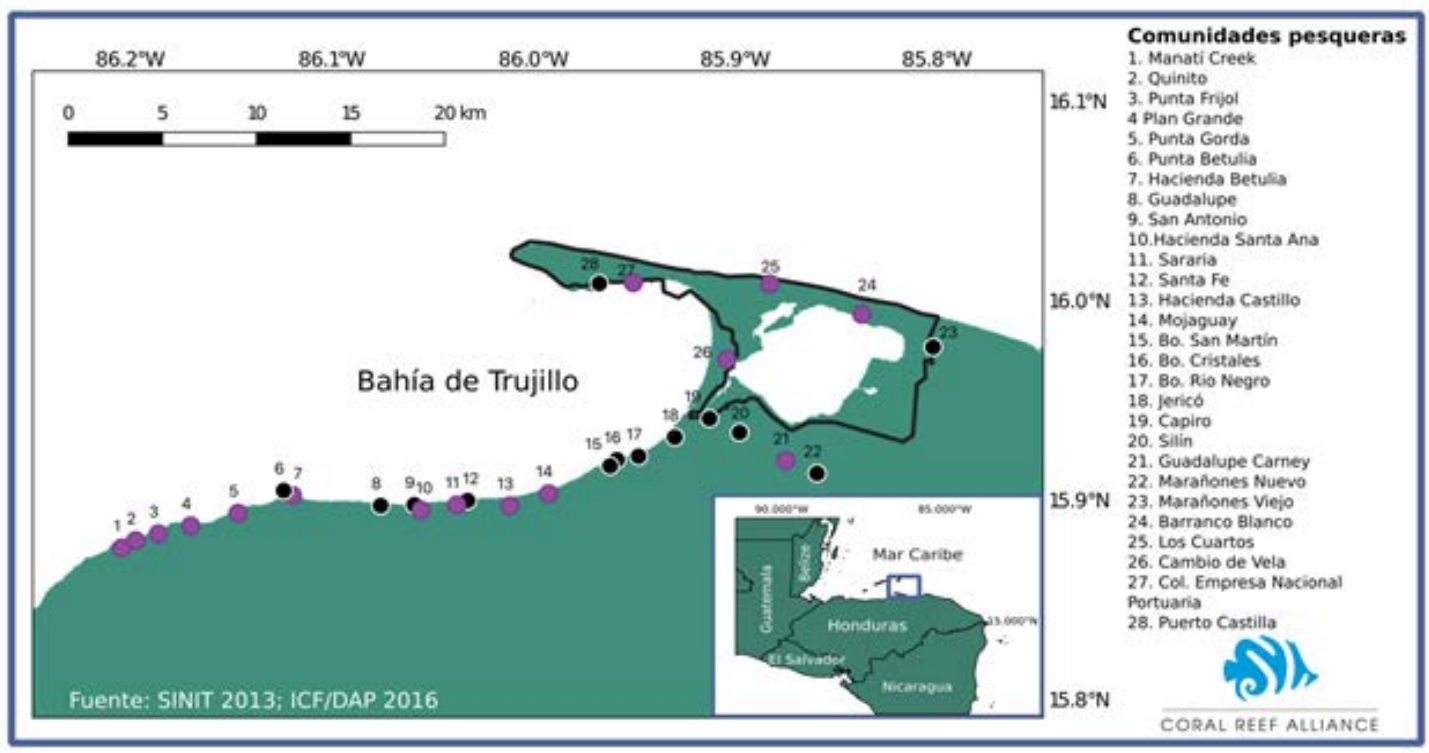 86.2°W 86.1°W 86.0°W 85.9°W 85.8°W
0 5 10 15 20 km
16.1°N
16.0°N
15.9°N
15.8°N
28 27 25 24
23
26
19
18 20
21
22
15 16 17
14
13
11 12
9 10
8
6 7
5
4
3
2
1
Bahía de Trujillo
Fuente: SINIT 2013; ICF/DAP 2016
90.000°W 85.000°W
Mar Caribe
Belize
Guatemala
Honduras
15.000°N
El Salvador
Nicaragua
Comunidades pesqueras
1. Manatí Creek
2. Quinito
3. Punta Frijol
4 Plan Grande
5. Punta Gorda
6. Punta Betulia
7. Hacienda Betulia
8. Guadalupe
9. San Antonio
10.Hacienda Santa Ana
11. Sararia
12. Santa Fe
13. Hacienda Castillo
14. Mojaguay
15. Bo. San Martín
16. Bo. Cristales
17. Bo. Rio Negro
18. Jericó
19. Capiro
20. Silín
21. Guadalupe Carney
22. Marañones Nuevo
23. Marañones Viejo
24. Barranco Blanco
25. Los Cuartos
26. Cambio de Vela
27. Col. Empresa Nacional
Portuaria
28. Puerto Castilla
CORAL REEF ALLIANCE